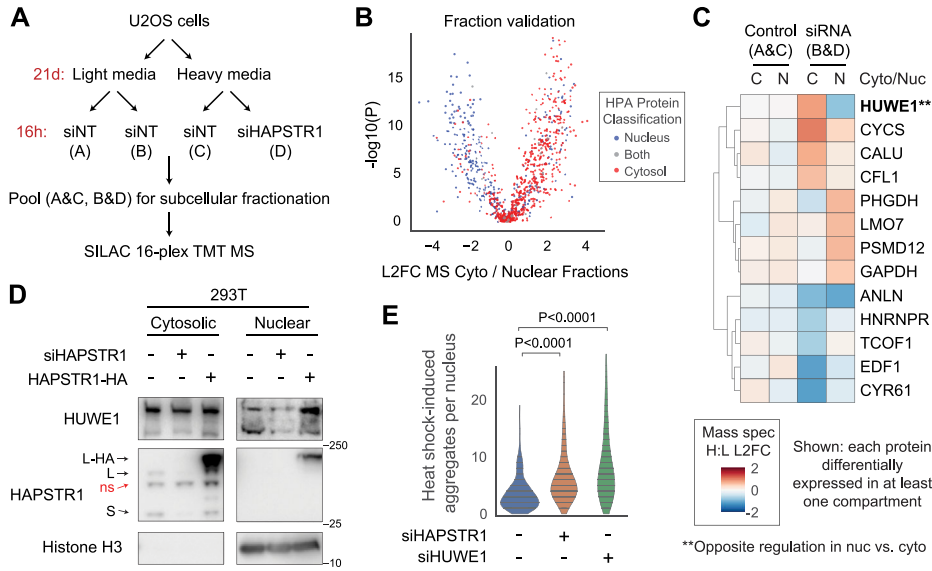 A
U2OS cells
21d: Light media Heavy media
16h: siNT siNT siNT siHAPSTR1
(A) (B) (C) (D)
Pool (A&C, B&D) for subcellular fractionation
SILAC 16-plex TMT MS
B
Fraction validation
-log10(P)
15
10
5
0
−4 −2 0 2 4
L2FC MS Cyto / Nuclear Fractions
HPA Protein
Classification
Nucleus
Both
Cytosol
C
Control siRNA
(A&C) (B&D)
C N C N Cyto/Nuc
HUWE1**
CYCS
CALU
CFL1
PHGDH
LMO7
PSMD12
GAPDH
ANLN
HNRNPR
TCOF1
EDF1
CYR61
Mass spec
H:L L2FC
2
0
-2
Shown: each protein
differentially
expressed in at least
one compartment
**Opposite regulation in nuc vs. cyto
D
293T
Cytosolic Nuclear
siHAPSTR1 - + - - + -
HAPSTR1-HA - - + - - +
HUWE1
-250
L-HA
L
HAPSTR1
ns
S
-25
Histone H3
-10
E
P<0.0001
P<0.0001
Heat shock-induced
aggregates per nucleus
20
10
0
siHAPSTR1 - + -
siHUWE1 - - +